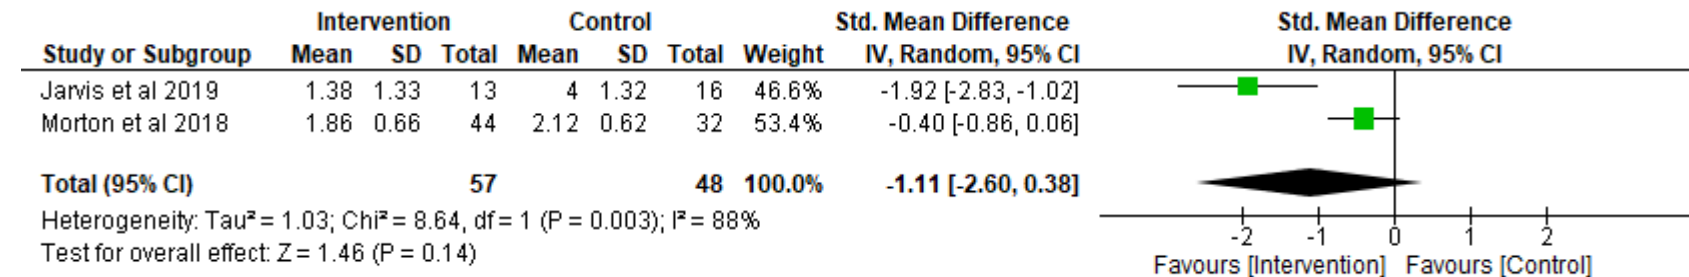 Intervention Control Std. Mean Difference Std. Mean Difference
Study or Subgroup Mean SD Total Mean SD Total Weight IV, Random, 95% CI IV, Random, 95% CI
Jarvis et al 2019 1.38 1.33 13 4 1.32 16 46.6% -1.92 [-2.83, -1.02]
Morton et al 2018 1.86 0.66 44 2.12 0.62 32 53.4% -0.40 [-0.86, 0.06]
Total (95% CI) 57 48 100.0% -1.11 [-2.60, 0.38]
Heterogeneity: Tau² = 1.03; Chi² = 8.64, df = 1 (P = 0.003); I² = 88%
Test for overall effect: Z = 1.46 (P = 0.14)
-2 -1 0 1 2
Favours [Intervention] Favours [Control]